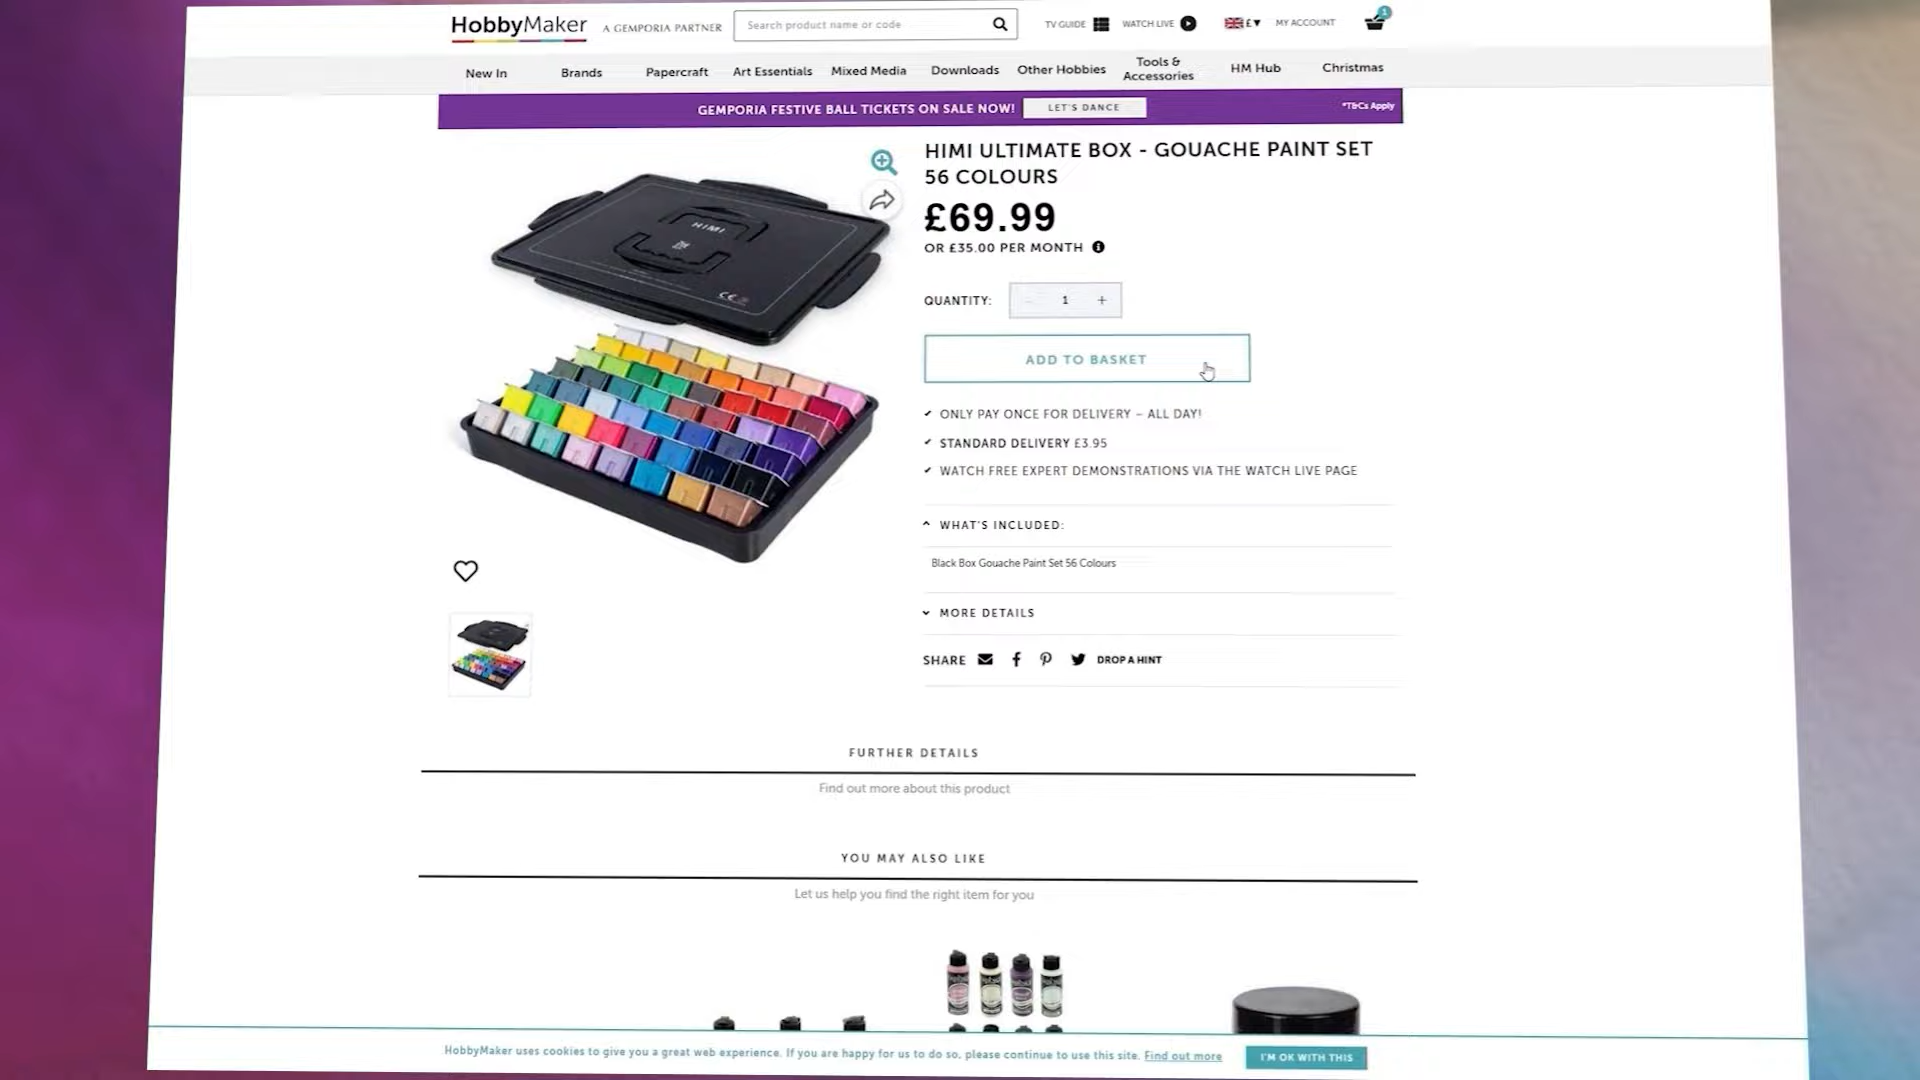 HobbyMaker
A GEMPORIA PARTNER
Search product name or code
TV GUIDE
WATCH LIVE
£
MY ACCOUNT
1
New In
Brands
Papercraft
Art Essentials
Mixed Media
Downloads
Other Hobbies
Tools &
Accessories
HM Hub
Christmas
GEMPORIA FESTIVE BALL TICKETS ON SALE NOW!
LET'S DANCE
*T&Cs Apply
HIMI ULTIMATE BOX - GOUACHE PAINT SET
56 COLOURS
£69.99
OR £35.00 PER MONTH
QUANTITY:
- 1 +
ADD TO BASKET
ONLY PAY ONCE FOR DELIVERY – ALL DAY!
STANDARD DELIVERY £3.95
WATCH FREE EXPERT DEMONSTRATIONS VIA THE WATCH LIVE PAGE
WHAT'S INCLUDED:
Black Box Gouache Paint Set 56 Colours
MORE DETAILS
SHARE
DROP A HINT
HIMI
CE
FURTHER DETAILS
Find out more about this product
YOU MAY ALSO LIKE
Let us help you find the right item for you
HobbyMaker uses cookies to give you a great web experience. If you are happy for us to do so, please continue to use this site. Find out more
I'M OK WITH THIS